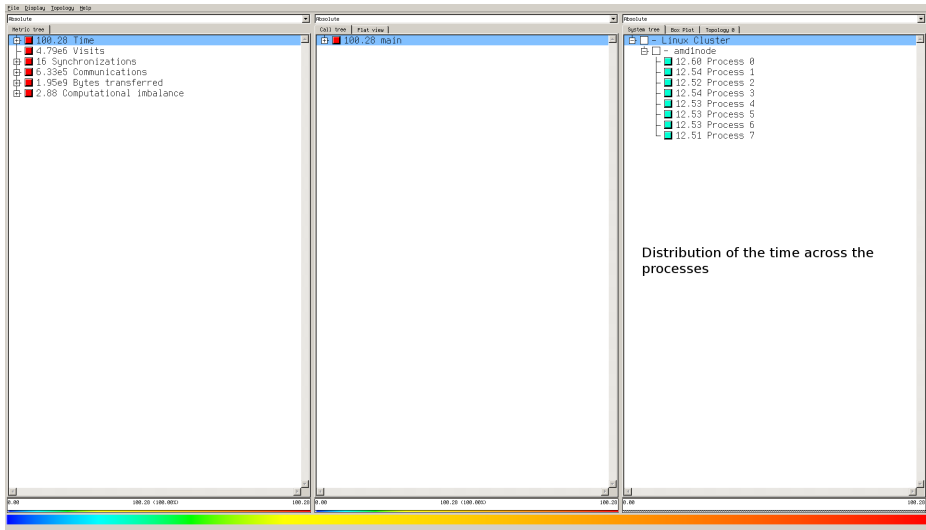 File Display Topology Help
Absolute
Absolute
Absolute
Metric tree
Call tree Flat view
System tree Box Plot Topology 0
100.28 Time
4.79e6 Visits
16 Synchronizations
6.33e5 Communications
1.95e9 Bytes transferred
2.88 Computational imbalance
100.28 main
- Linux Cluster
- amdinode
12.60 Process 0
12.54 Process 1
12.52 Process 2
12.54 Process 3
12.53 Process 4
12.53 Process 5
12.53 Process 6
12.51 Process 7
Distribution of the time across the
processes
0.00 100.28 (100.00%) 100.28
0.00 100.28 (100.00%) 100.28
0.00 100.28